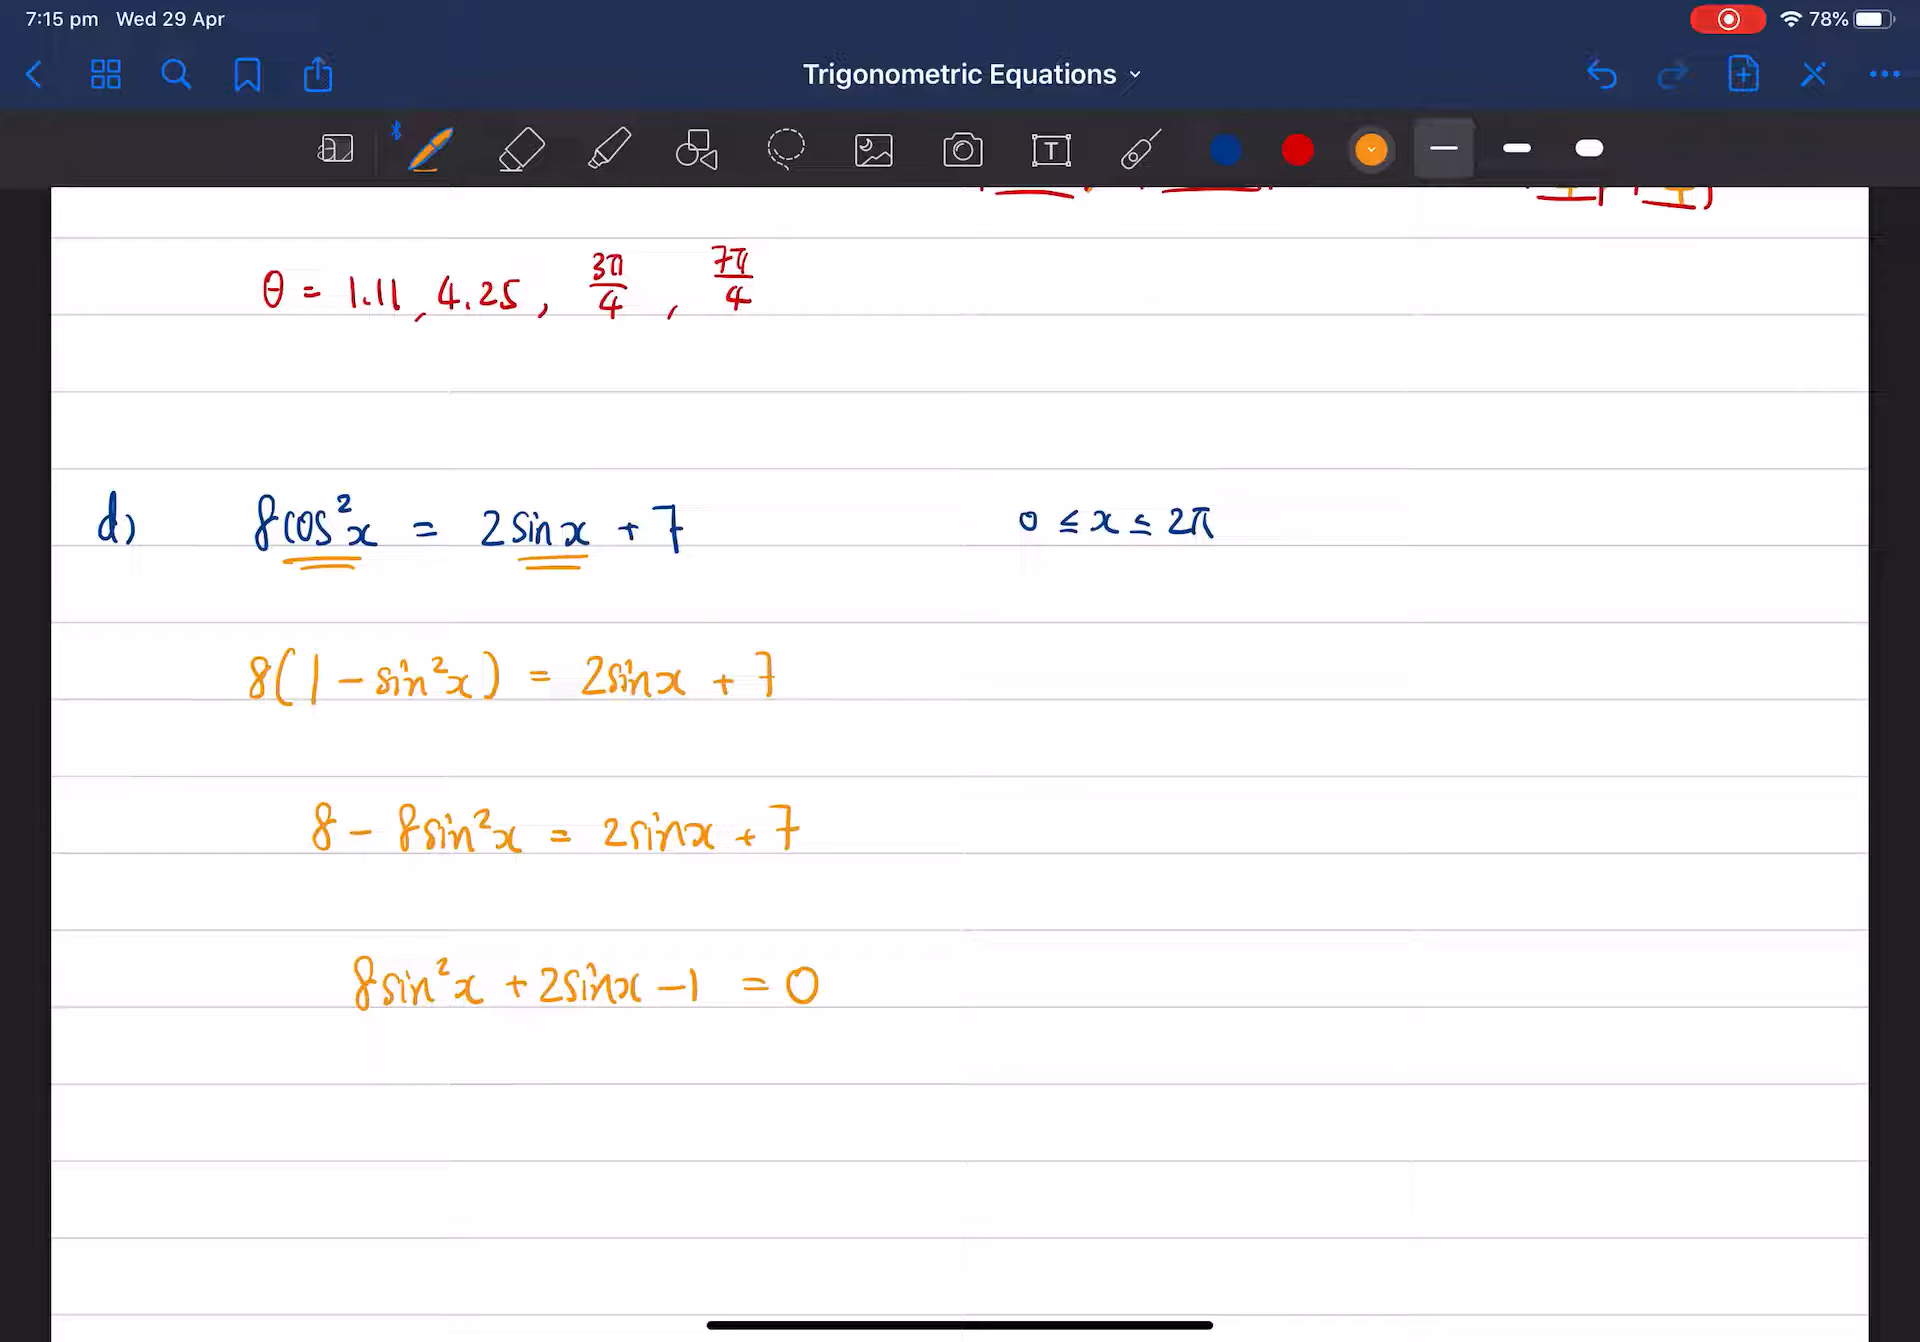 7:15 pm Wed 29 Apr 78%
Trigonometric Equations
T
θ = 1.11, 4.25, 3π/4, 7π/4
d) 8cos²x = 2sinx + 7 0 ≤ x ≤ 2π
8(1 - sin²x) = 2sinx + 7
8 - 8sin²x = 2sinx + 7
8sin²x + 2sinx - 1 = 0